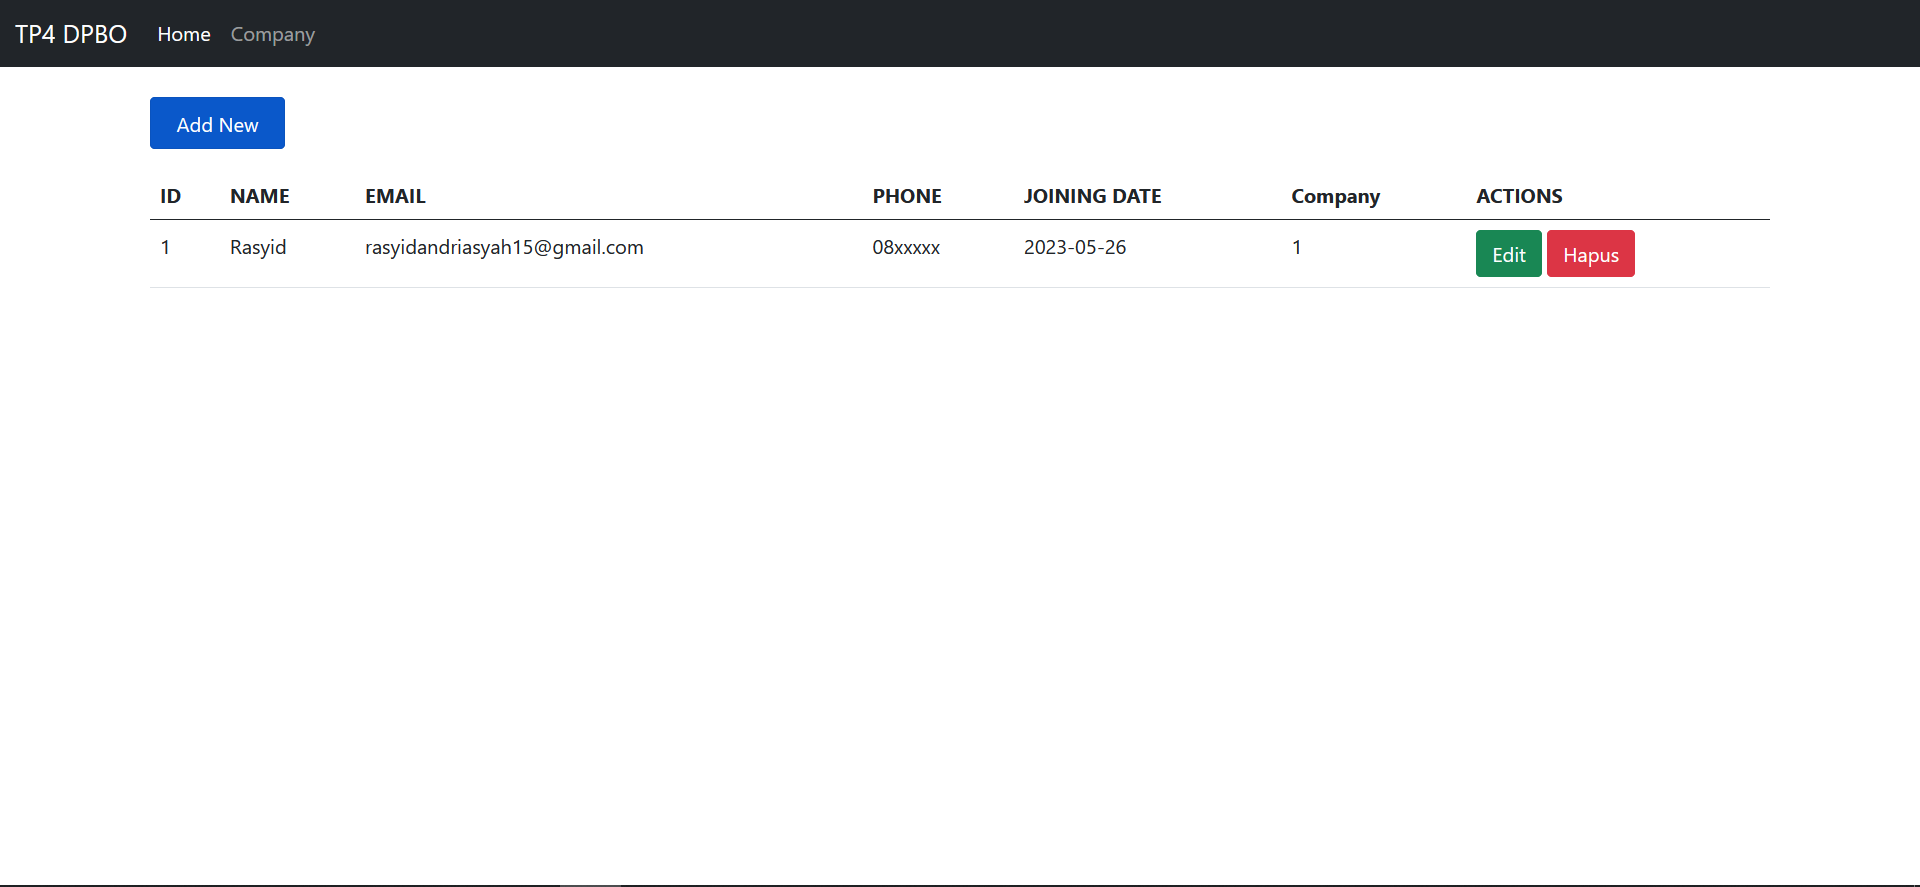 TP4 DPBO Home Company
Add New
ID NAME EMAIL PHONE JOINING DATE Company ACTIONS
1 Rasyid rasyidandriasyah15@gmail.com 08xxxxx 2023-05-26 1 Edit Hapus